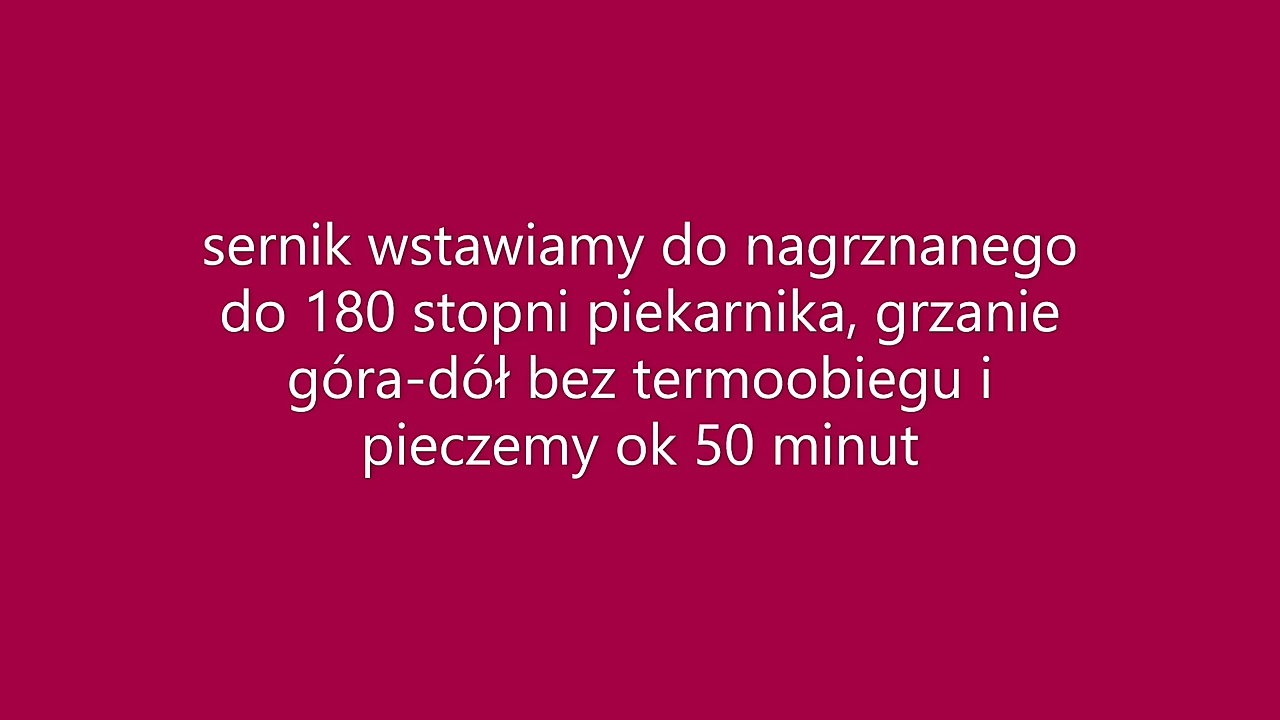 sernik wstawiamy do nagrznanego
do 180 stopni piekarnika, grzanie
góra-dół bez termoobiegu i
pieczemy ok 50 minut